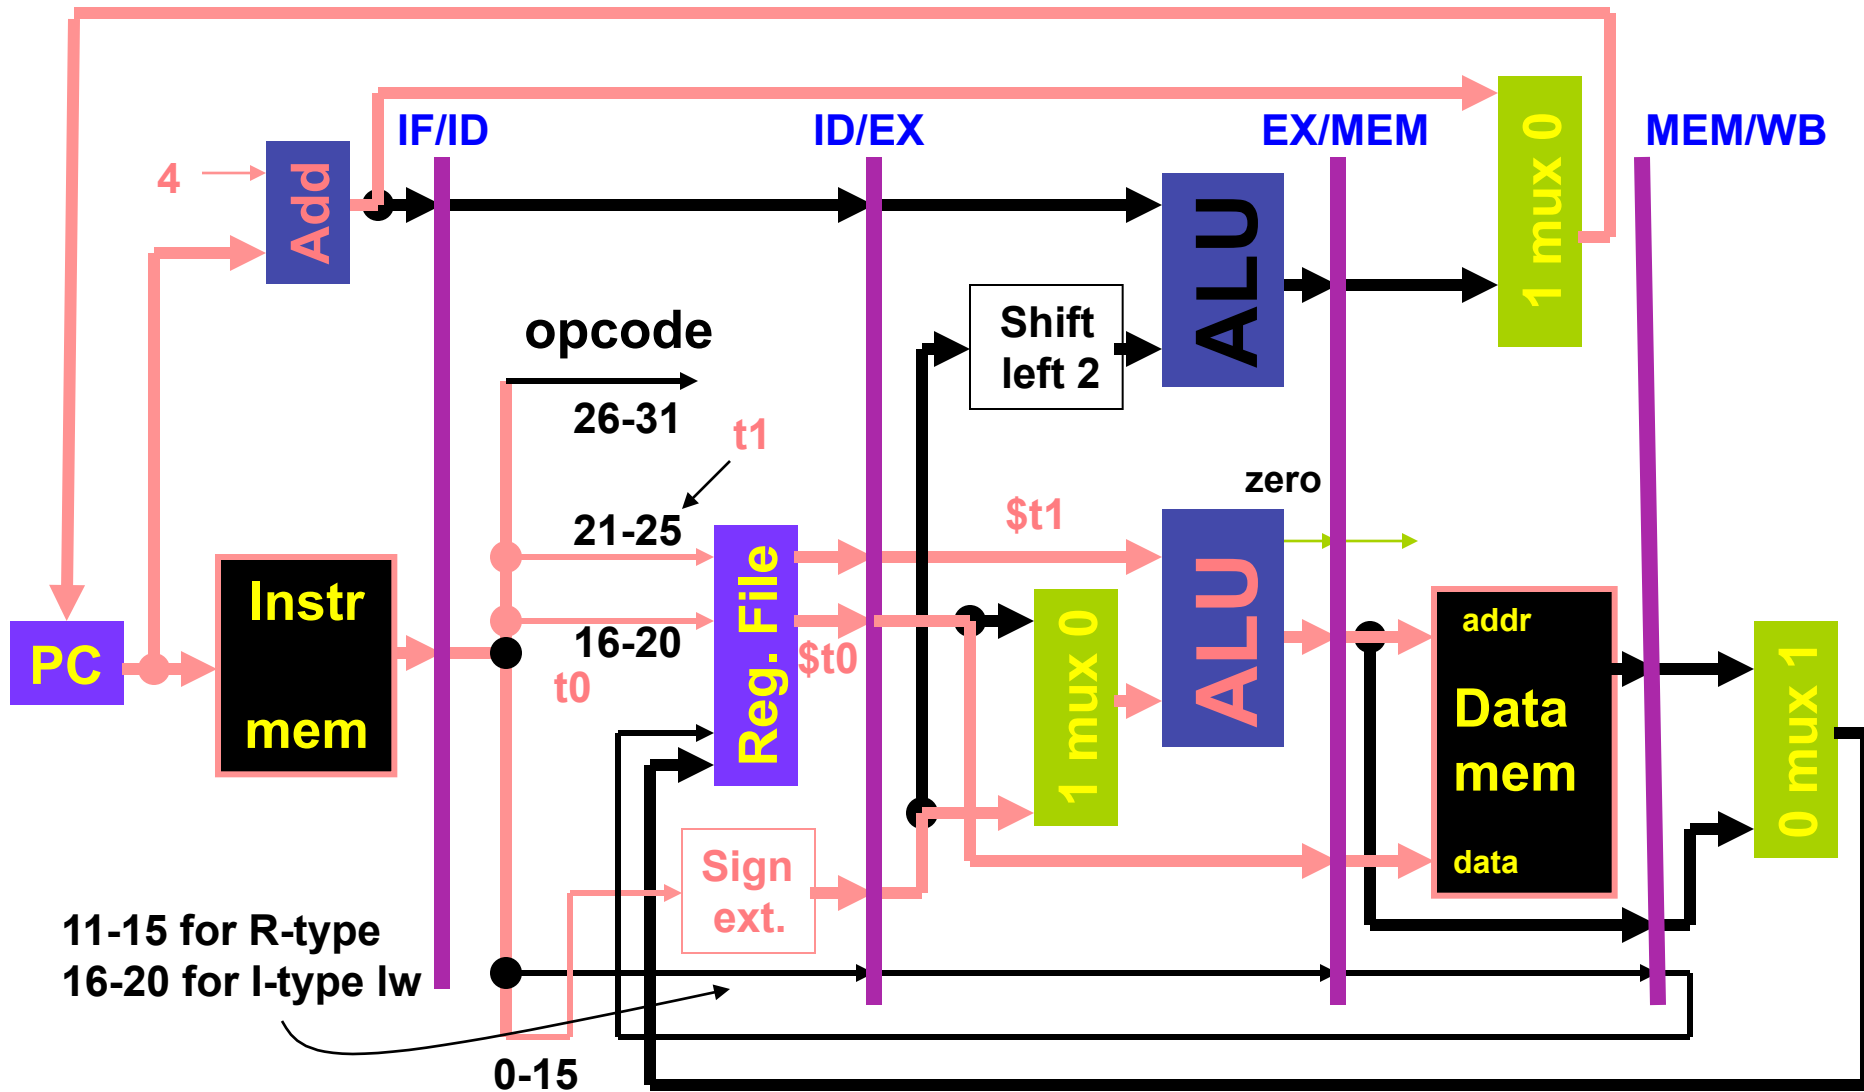 IF/ID
ID/EX
EX/MEM
MEM/WB
4
Add
1 mux 0
ALU
opcode
Shift
left 2
26-31
t1
zero
21-25
$t1
Instr
mem
PC
16-20
t0
Reg. File
$t0
1 mux 0
ALU
addr
Data
mem
data
0 mux 1
Sign
ext.
11-15 for R-type
16-20 for I-type lw
0-15